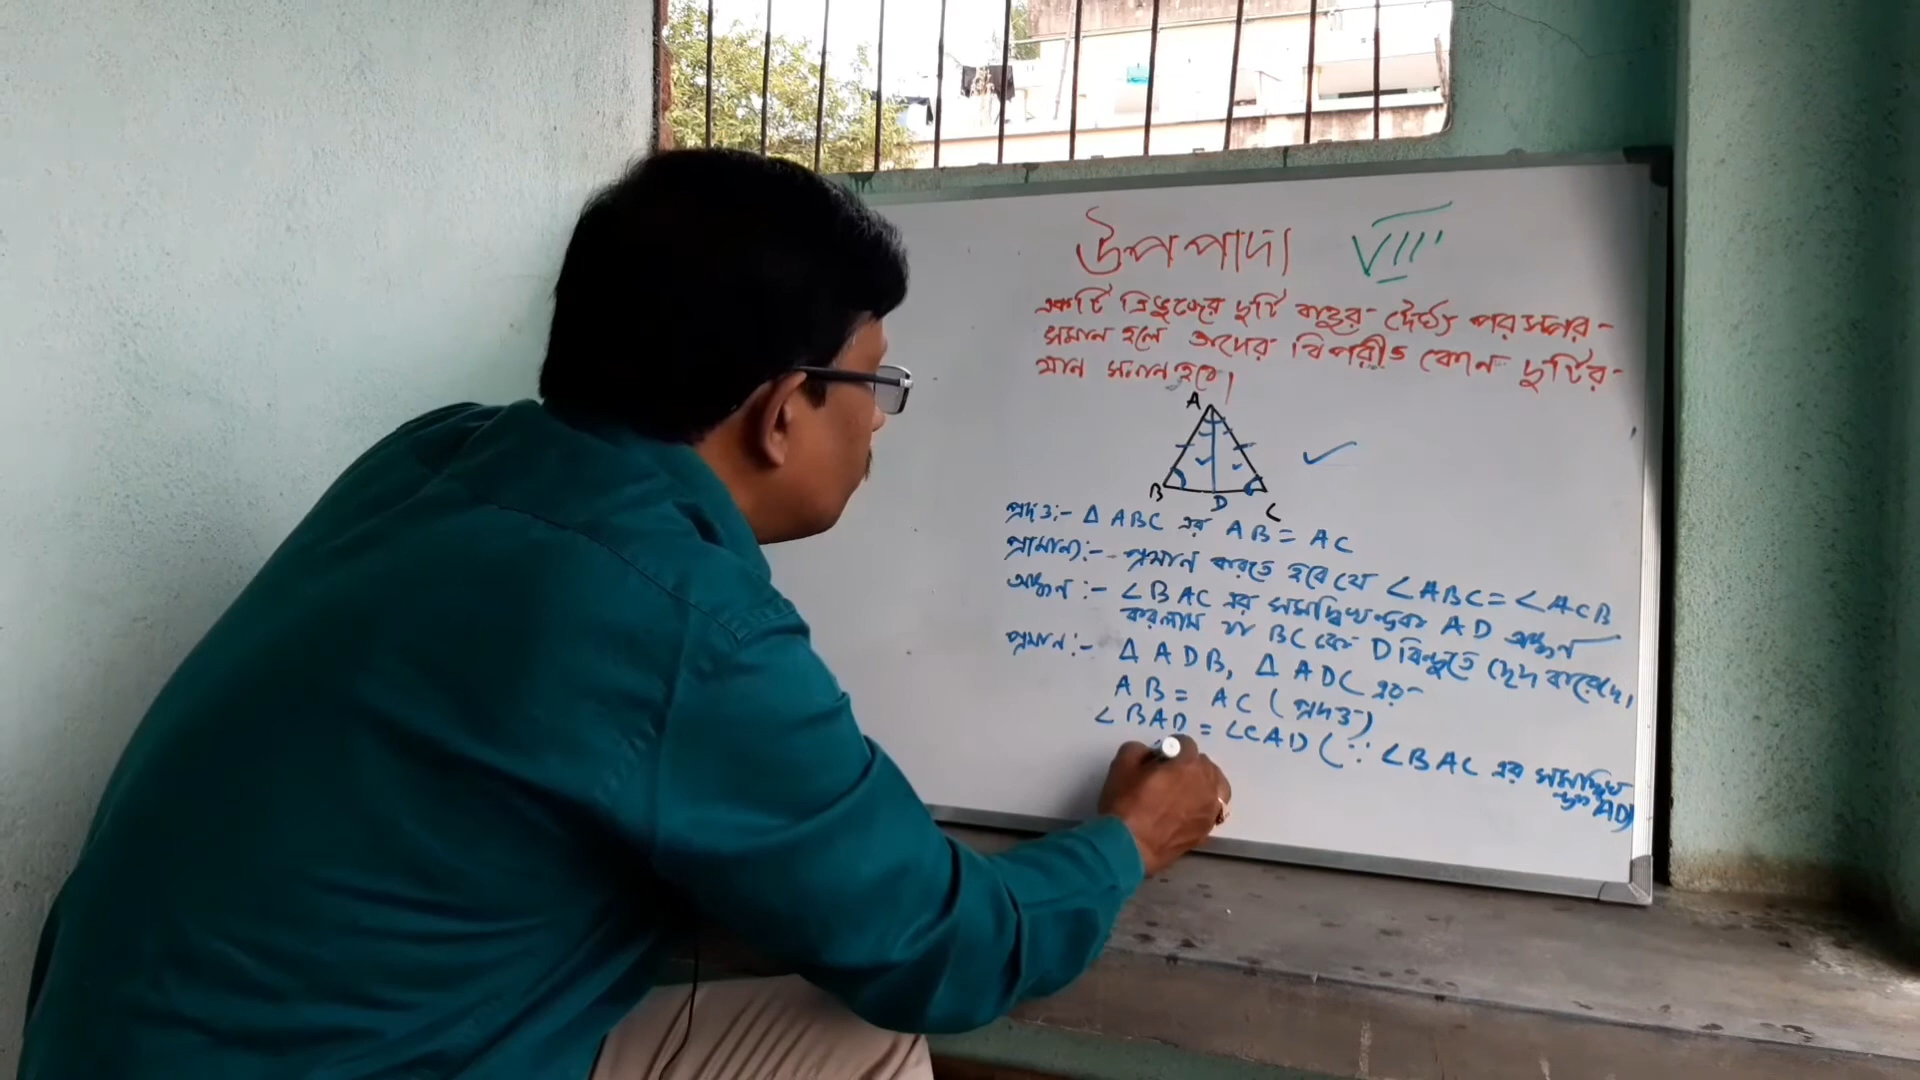 উপপাদ্য VIII
একটি ত্রিভুজের দুটি বাহুর দৈর্ঘ্য পরস্পর
সমান হলে তাদের বিপরীত কোন দুটির
মান সমান হবে।
A
B D C
প্রদত্ত:- Δ ABC এর AB = AC
প্রামান্য:- প্রমান করতে হবে যে ∠ABC = ∠ACB
অঙ্কন:- ∠BAC এর সমদ্বিখন্ডক AD অঙ্কন
করলাম যা BC কে D বিন্দুতে ছেদ করেছে।
প্রমান:- Δ ADB, Δ ADC এর
AB = AC (প্রদত্ত)
∠BAD = ∠CAD (∵ ∠BAC এর সমদ্বিখ
ন্ডক AD)